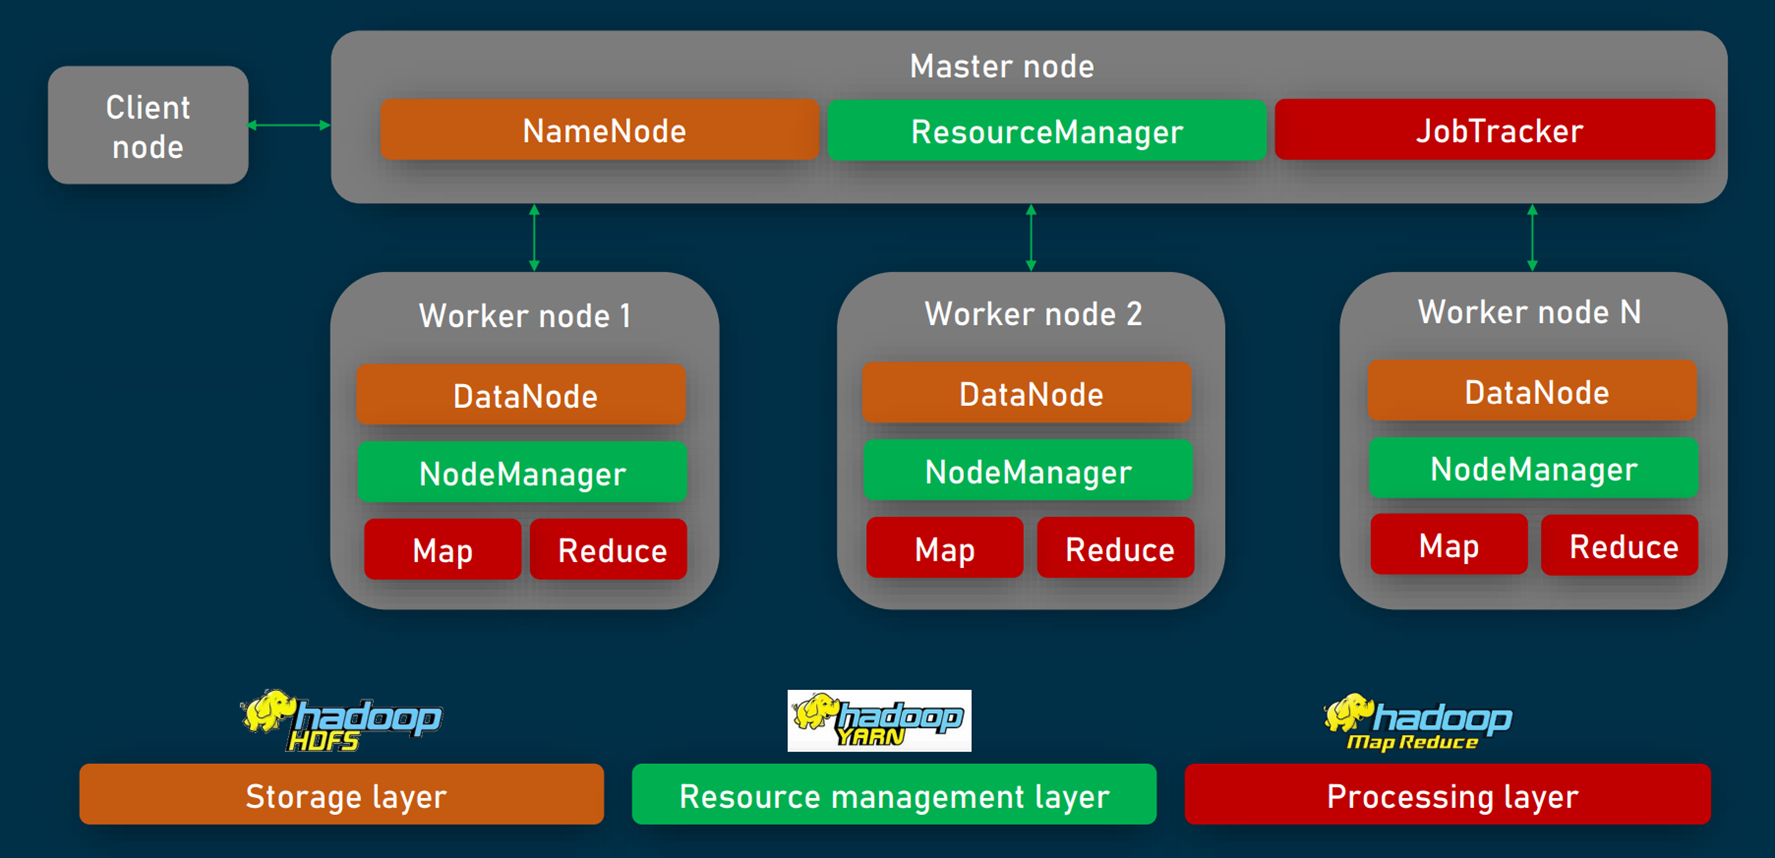 Master node
Client
node
NameNode
ResourceManager
JobTracker
Worker node 1
DataNode
NodeManager
Map
Reduce
Worker node 2
DataNode
NodeManager
Map
Reduce
Worker node N
DataNode
NodeManager
Map
Reduce
hadoop
HDFS
hadoop
YARN
hadoop
Map Reduce
Storage layer
Resource management layer
Processing layer